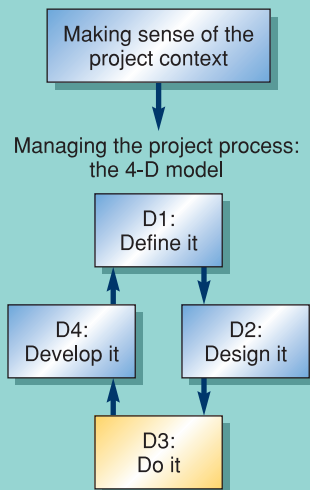 Making sense of the
project context
Managing the project process:
the 4-D model
D1:
Define it
D4:
Develop it
D2:
Design it
D3:
Do it